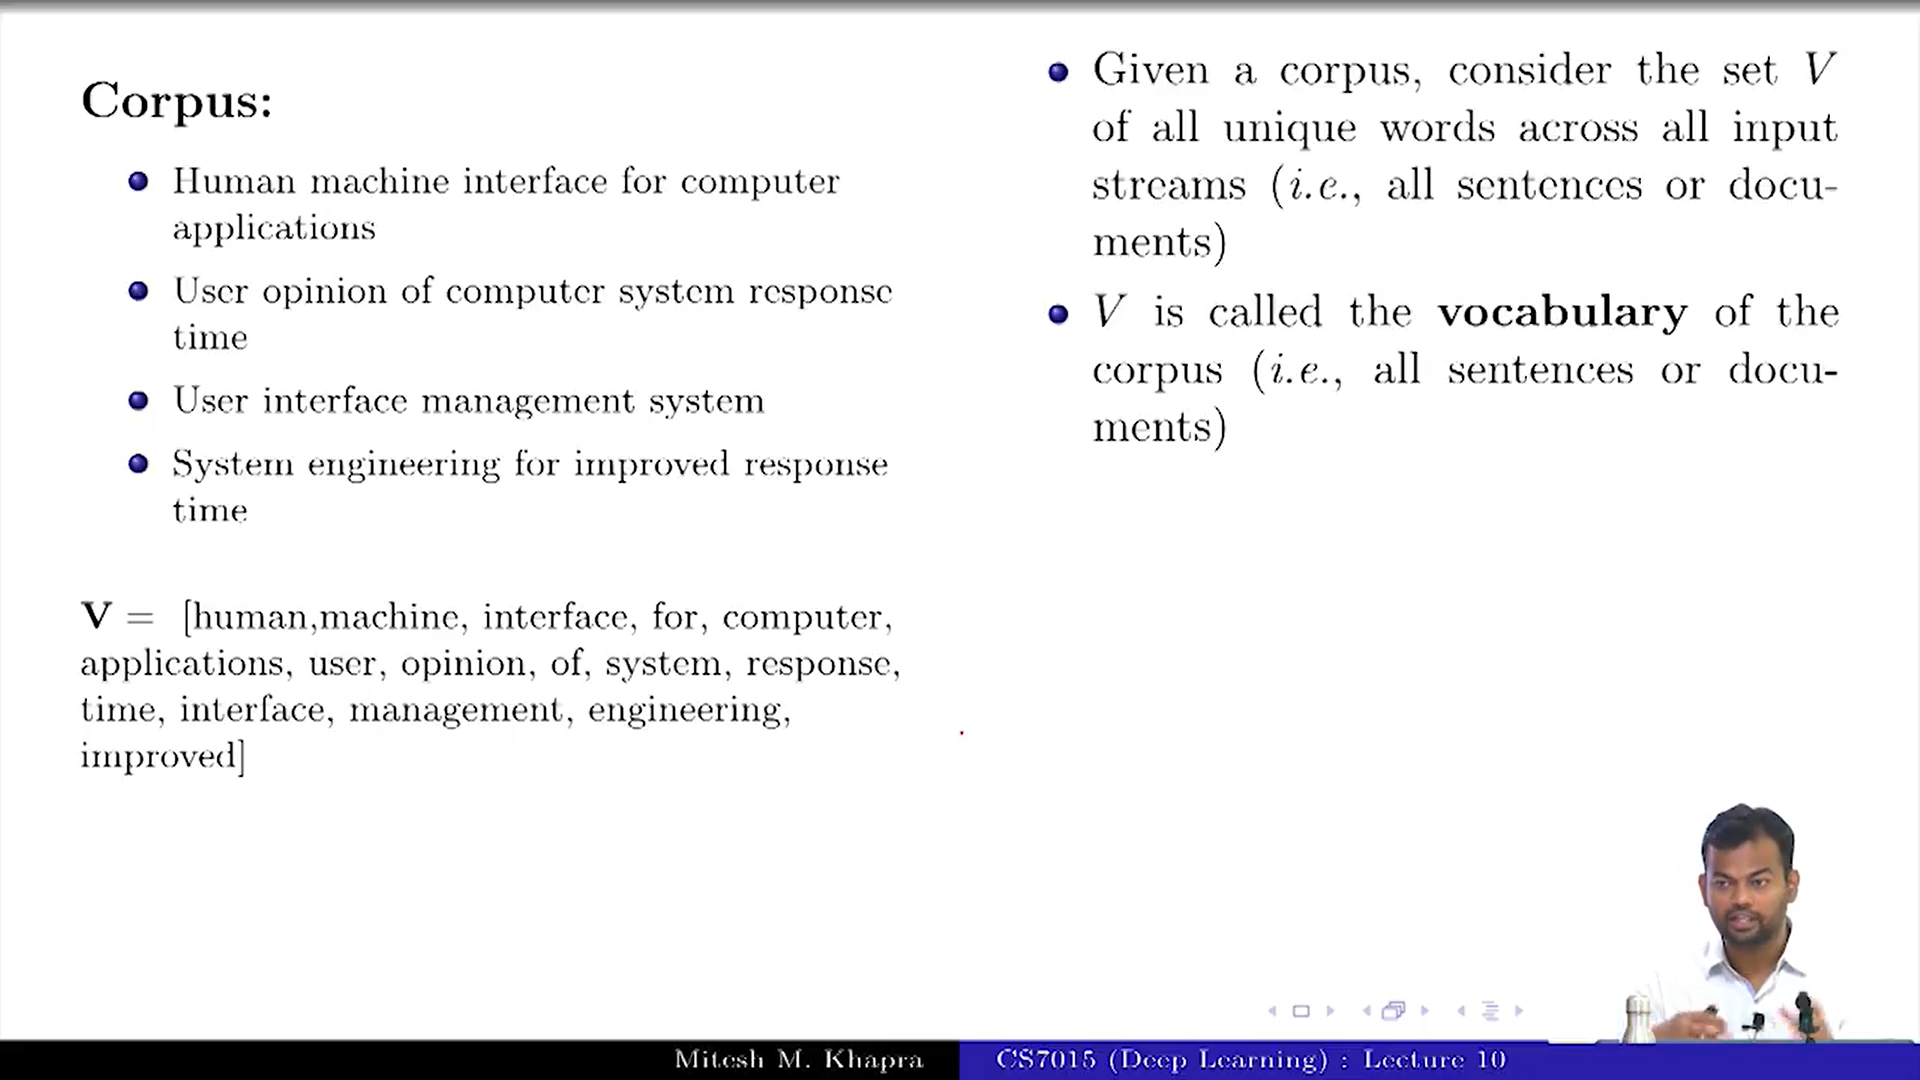 Corpus:
Human machine interface for computer
applications
User opinion of computer system response
time
User interface management system
System engineering for improved response
time
V = [human,machine, interface, for, computer,
applications, user, opinion, of, system, response,
time, interface, management, engineering,
improved]
Given a corpus, consider the set V
of all unique words across all input
streams (i.e., all sentences or docu-
ments)
V is called the vocabulary of the
corpus (i.e., all sentences or docu-
ments)
Mitesh M. Khapra
CS7015 (Deep Learning) : Lecture 10